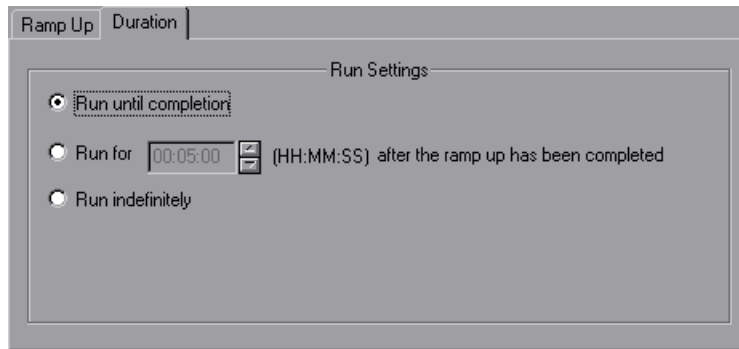 Ramp Up Duration
Run Settings
Run until completion
Run for 00:05:00 (HH:MM:SS) after the ramp up has been completed
Run indefinitely